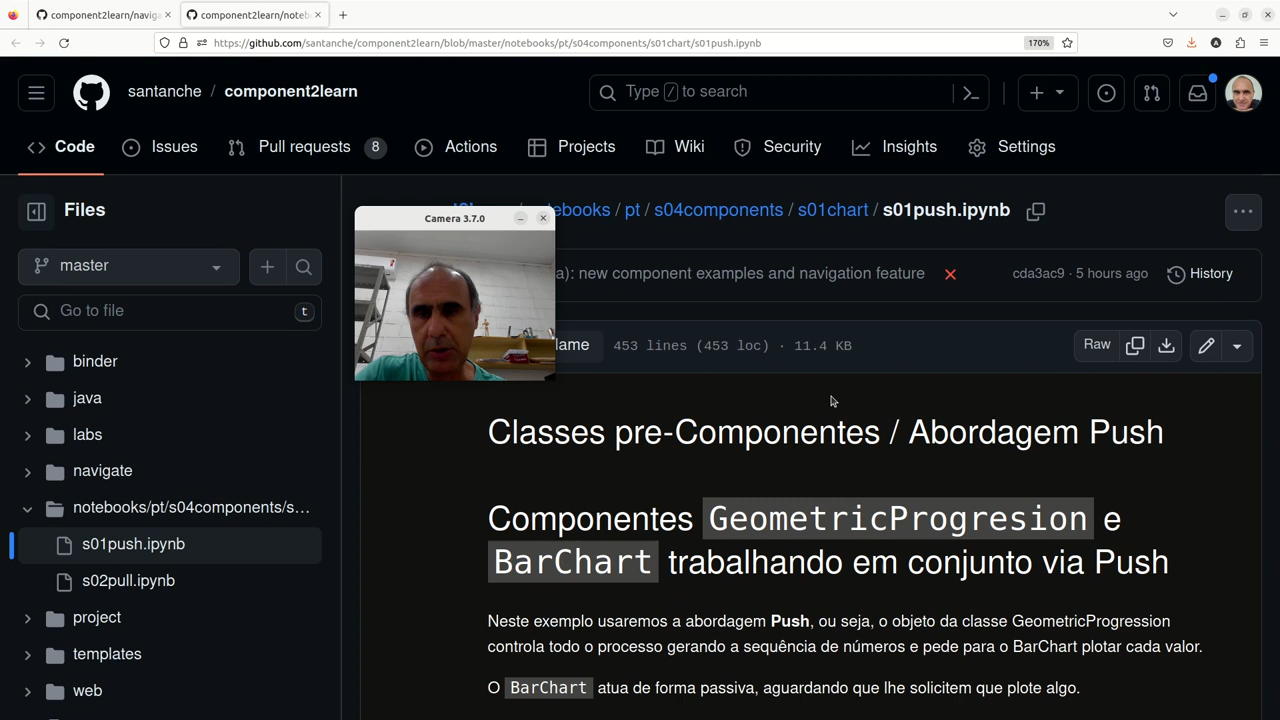 component2learn/naviga
component2learn/noteb
https://github.com/santanche/component2learn/blob/master/notebooks/pt/s04components/s01chart/s01push.ipynb
170%
santanche / component2learn
Type / to search
Code
Issues
Pull requests 8
Actions
Projects
Wiki
Security
Insights
Settings
Files
master
Go to file
t
binder
java
labs
navigate
notebooks/pt/s04components/s...
s01push.ipynb
s02pull.ipynb
project
templates
web
Camera 3.7.0
tebooks / pt / s04components / s01chart / s01push.ipynb
a): new component examples and navigation feature
cda3ac9 · 5 hours ago
History
lame
453 lines (453 loc) · 11.4 KB
Raw
Classes pre-Componentes / Abordagem Push
Componentes GeometricProgresion e
BarChart trabalhando em conjunto via Push
Neste exemplo usaremos a abordagem Push, ou seja, o objeto da classe GeometricProgression
controla todo o processo gerando a sequência de números e pede para o BarChart plotar cada valor.
O BarChart atua de forma passiva, aguardando que lhe solicitem que plote algo.